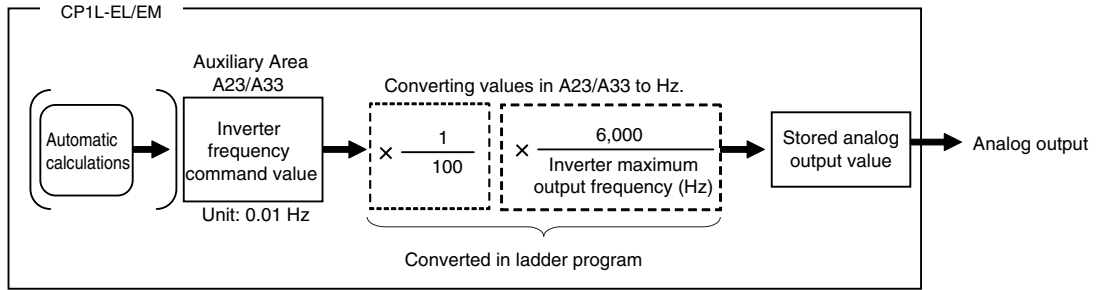 CP1L-EL/EM
Auxiliary Area
A23/A33
Converting values in A23/A33 to Hz.
Automatic
calculations
Inverter
frequency
command value
× 1
100
× 6,000
Inverter maximum
output frequency (Hz)
Stored analog
output value
Analog output
Unit: 0.01 Hz
Converted in ladder program